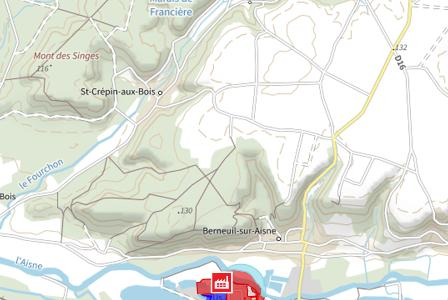 Marais de
Francière
Mont des Singes
116
132
D16
St-Crépin-aux-Bois
le Fourchon
Bois
130
Berneuil-sur-Aisne
l'Aisne